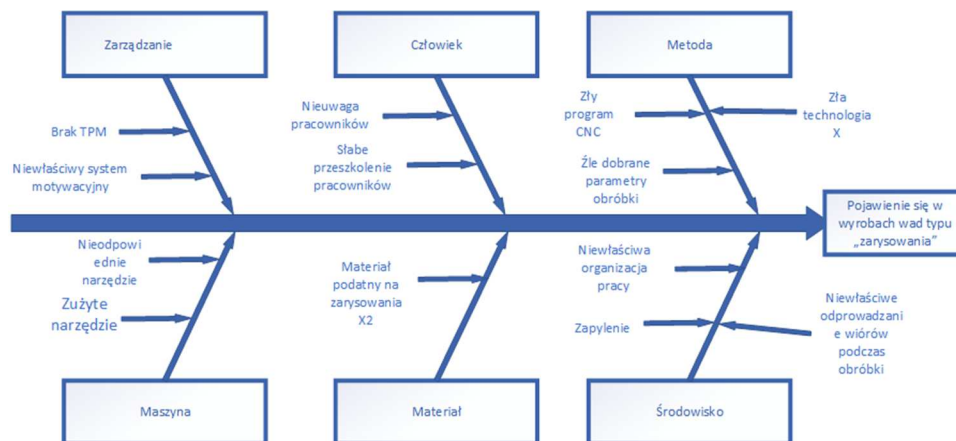 Zarządzanie
Człowiek
Metoda
Brak TPM
Niewłaściwy system
motywacyjny
Nieuwaga
pracowników
Słabe
przeszkolenie
pracowników
Zły
program
CNC
Zła
technologia
X
Źle dobrane
parametry
obróbki
Pojawienie się w
wyrobach wad typu
„zarysowania”
Nieodpowi
ednie
narzędzie
Zużyte
narzędzie
Materiał
podatny na
zarysowania
X2
Niewłaściwa
organizacja
pracy
Zapylenie
Niewłaściwe
odprowadzani
e wiórów
podczas
obróbki
Maszyna
Materiał
Środowisko